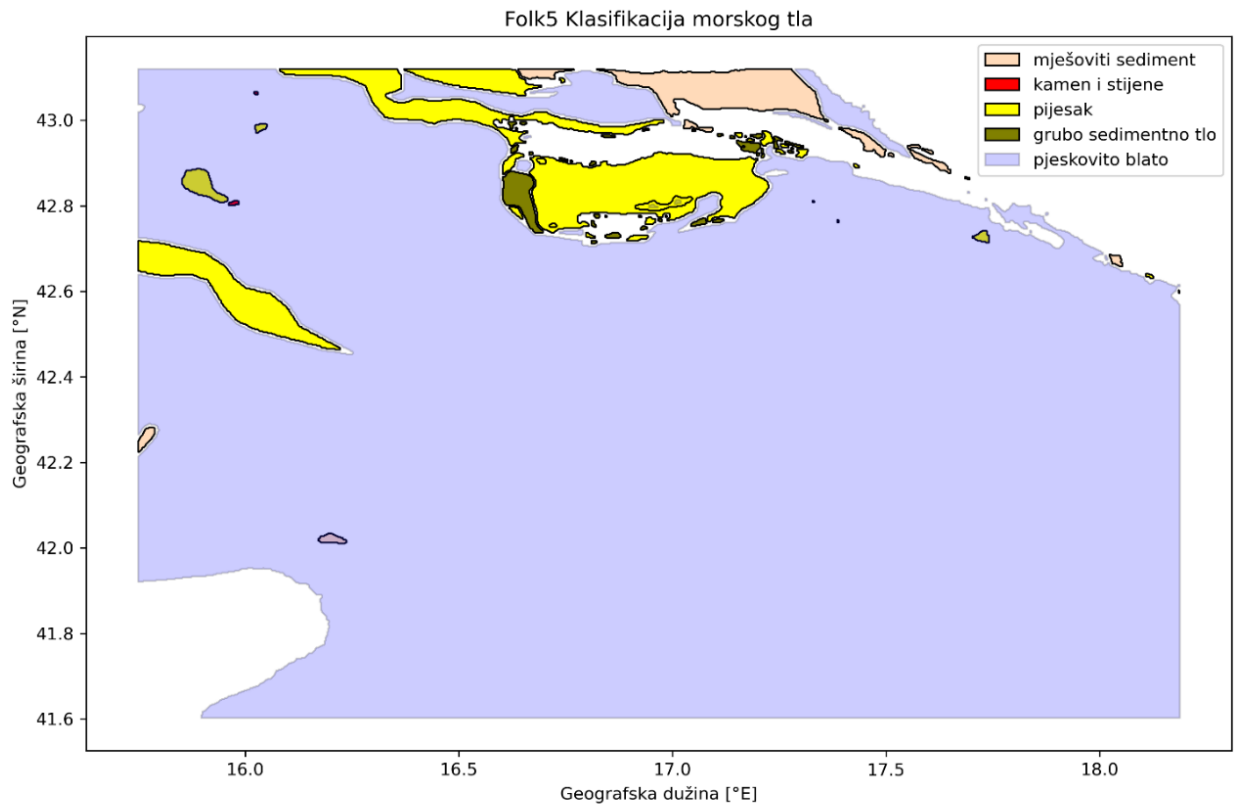 Folk5 Klasifikacija morskog tla
mješoviti sediment
kamen i stijene
pijesak
grubo sedimentno tlo
pjeskovito blato
Geografska širina [°N]
43.0
42.8
42.6
42.4
42.2
42.0
41.8
41.6
16.0 16.5 17.0 17.5 18.0
Geografska dužina [°E]